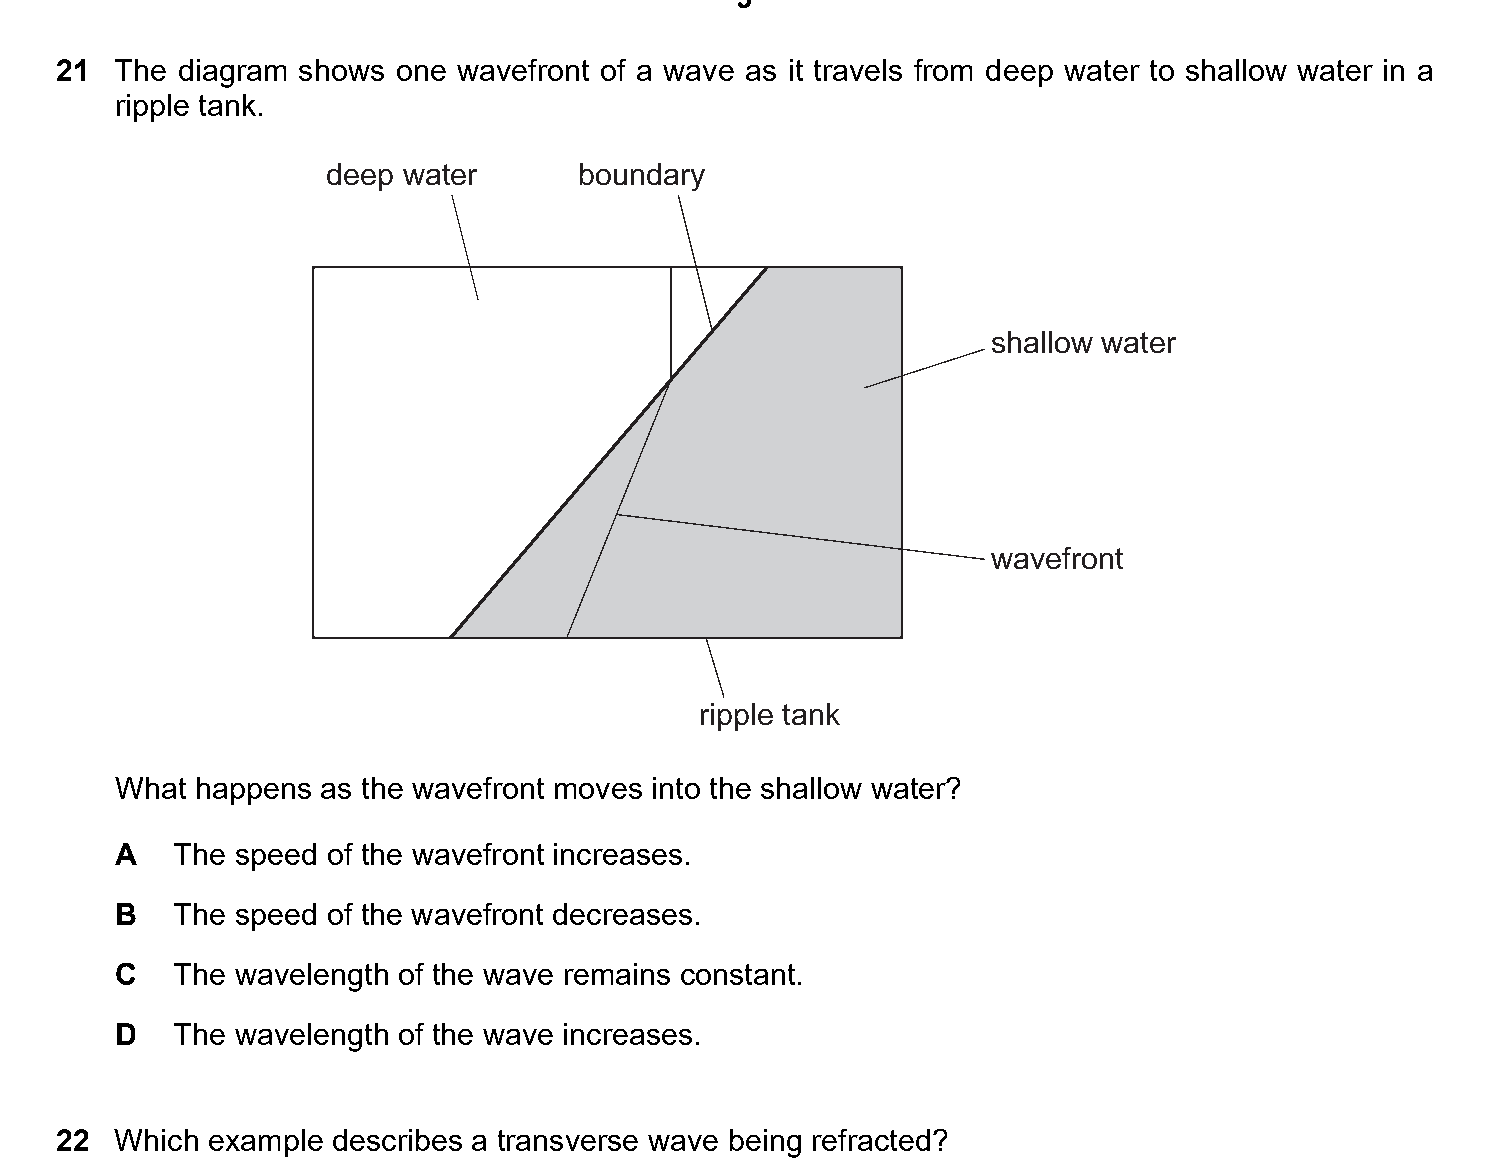 21 The diagram shows one wavefront of a wave as it travels from deep water to shallow water in a
ripple tank.
deep water
boundary
shallow water
wavefront
ripple tank
What happens as the wavefront moves into the shallow water?
A The speed of the wavefront increases.
B The speed of the wavefront decreases.
C The wavelength of the wave remains constant.
D The wavelength of the wave increases.
22 Which example describes a transverse wave being refracted?